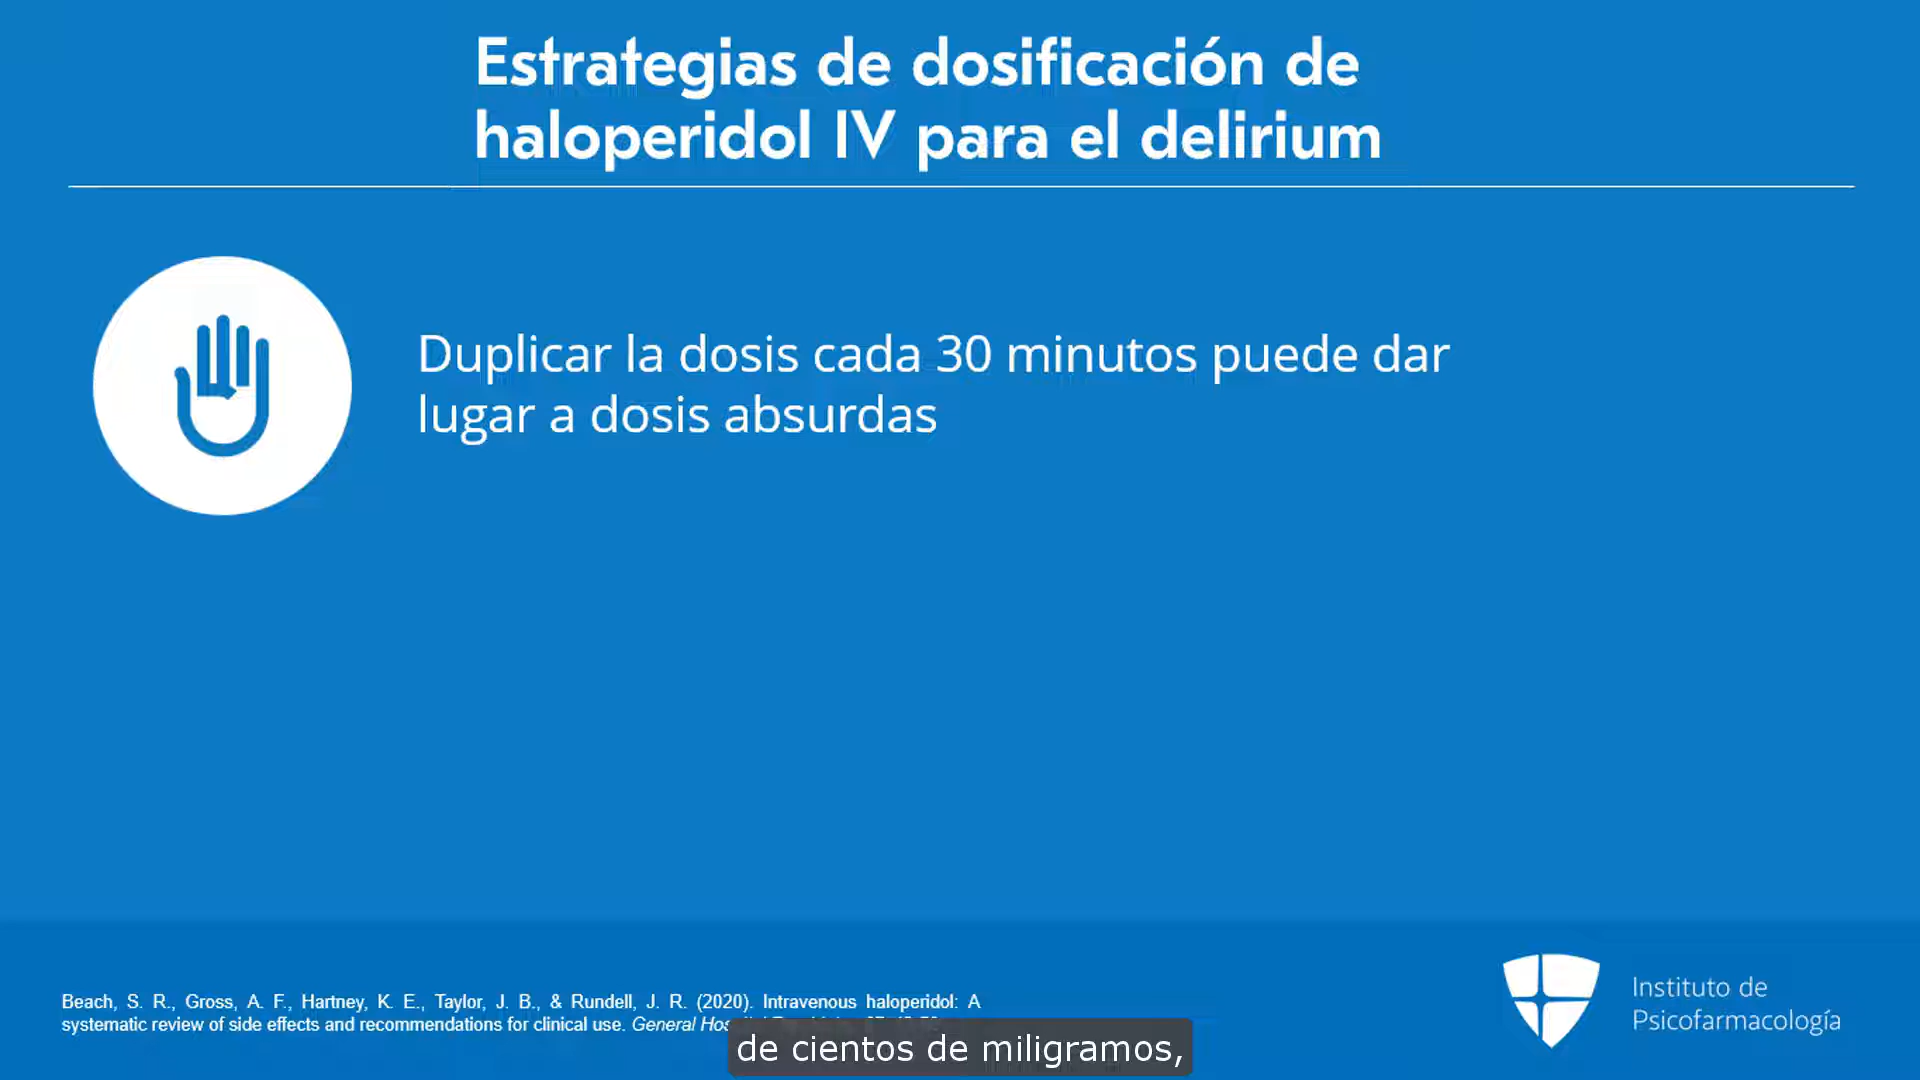 Estrategias de dosificación de
haloperidol IV para el delirium
Duplicar la dosis cada 30 minutos puede dar
lugar a dosis absurdas
Beach, S. R., Gross, A. F., Hartney, K. E., Taylor, J. B., & Rundell, J. R. (2020). Intravenous haloperidol: A
systematic review of side effects and recommendations for clinical use. General
de cientos de miligramos,
Instituto de
Psicofarmacología